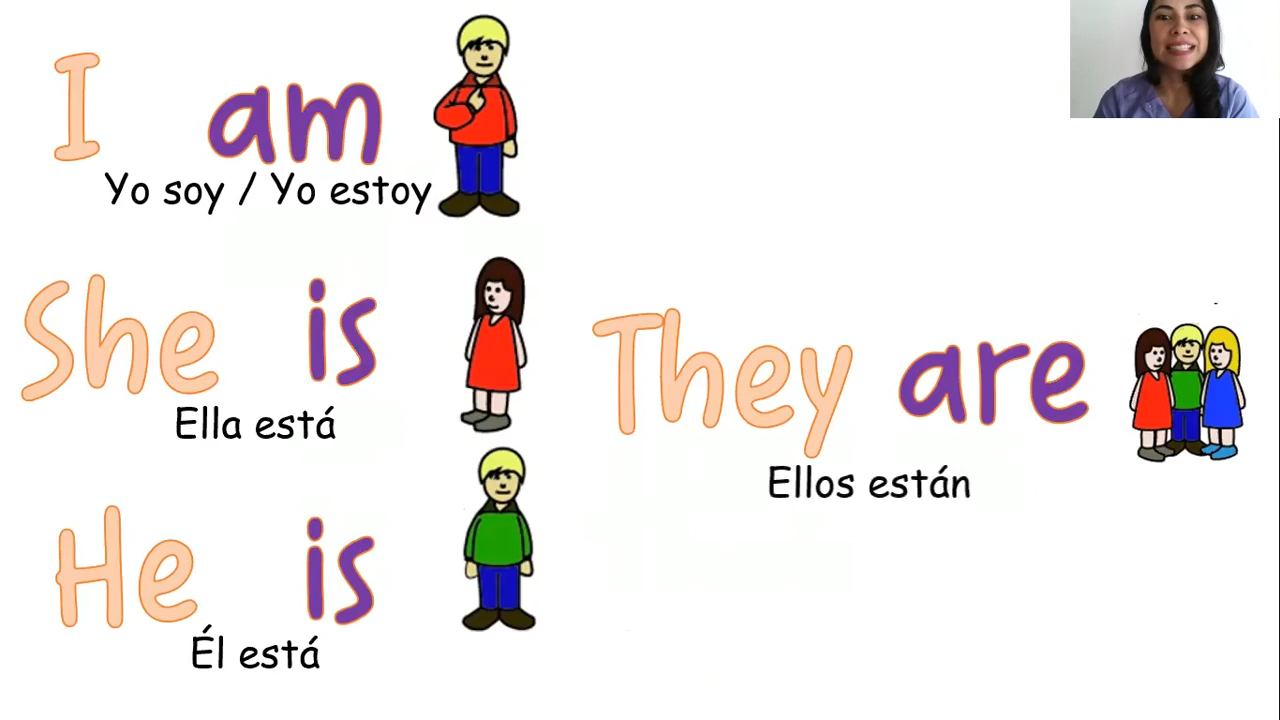 I am
Yo soy / Yo estoy
She is
Ella está
He is
Él está
They are
Ellos están